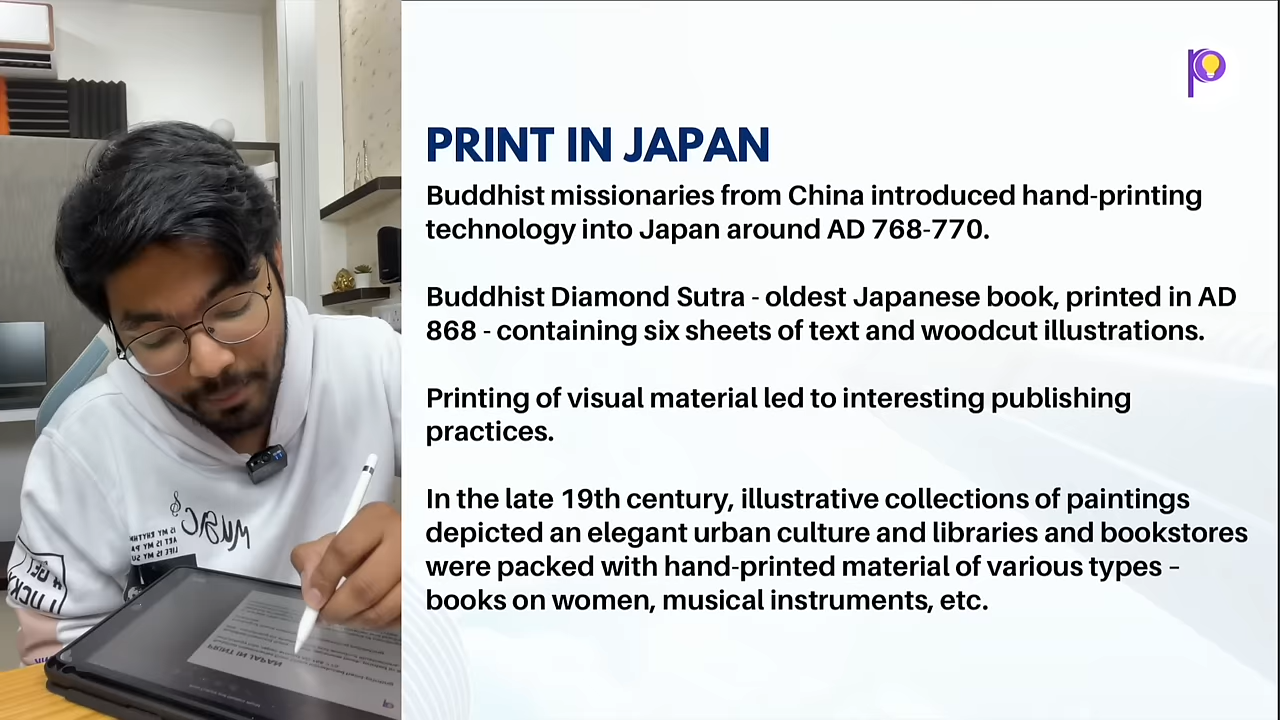 PRINT IN JAPAN
Buddhist missionaries from China introduced hand-printing
technology into Japan around AD 768-770.
Buddhist Diamond Sutra - oldest Japanese book, printed in AD
868 - containing six sheets of text and woodcut illustrations.
Printing of visual material led to interesting publishing
practices.
In the late 19th century, illustrative collections of paintings
depicted an elegant urban culture and libraries and bookstores
were packed with hand-printed material of various types –
books on women, musical instruments, etc.
MUSIC
PRINT IN JAPAN